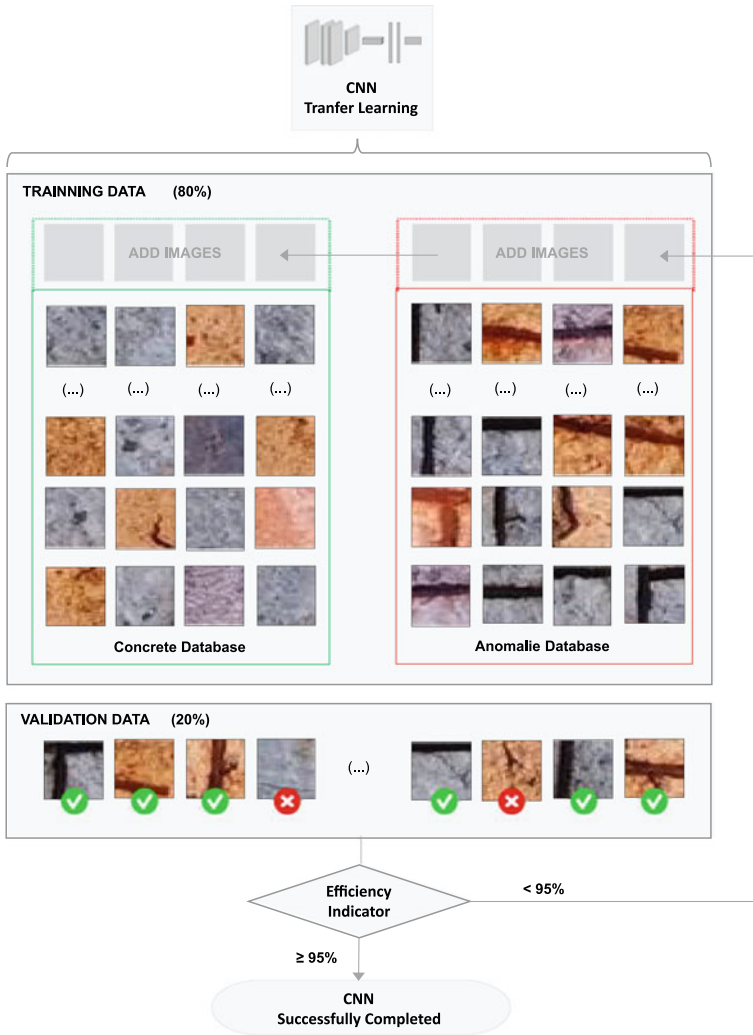 CNN
Tranfer Learning
TRAINNING DATA (80%)
ADD IMAGES
ADD IMAGES
(...)
(...)
(...)
(...)
(...)
(...)
(...)
(...)
Concrete Database
Anomalie Database
VALIDATION DATA (20%)
(...)
Efficiency
Indicator
< 95%
≥ 95%
CNN
Successfully Completed